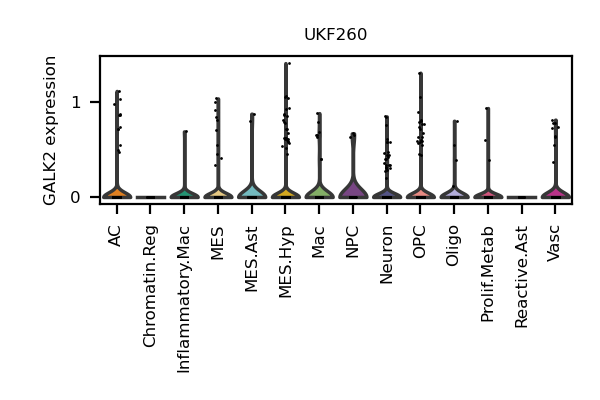 UKF260
GALK2 expression
1
0
AC
Chromatin.Reg
Inflammatory.Mac
MES
MES.Ast
MES.Hyp
Mac
NPC
Neuron
OPC
Oligo
Prolif.Metab
Reactive.Ast
Vasc